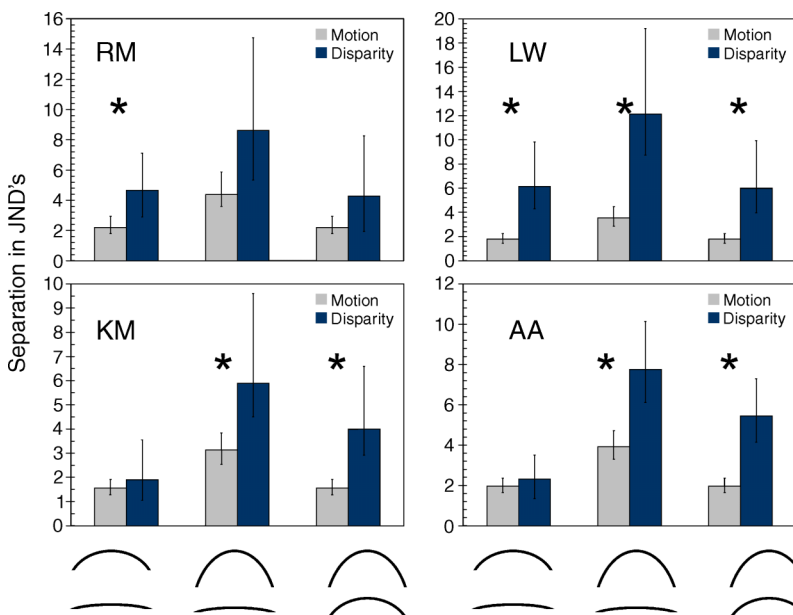 Separation in JND's
16
14
12
10
8
6
4
2
0
RM
Motion
Disparity
*
20
18
16
14
12
10
8
6
4
2
0
LW
Motion
Disparity
* * *
10
9
8
7
6
5
4
3
2
1
0
KM
Motion
Disparity
* *
12
10
8
6
4
2
0
AA
Motion
Disparity
* *